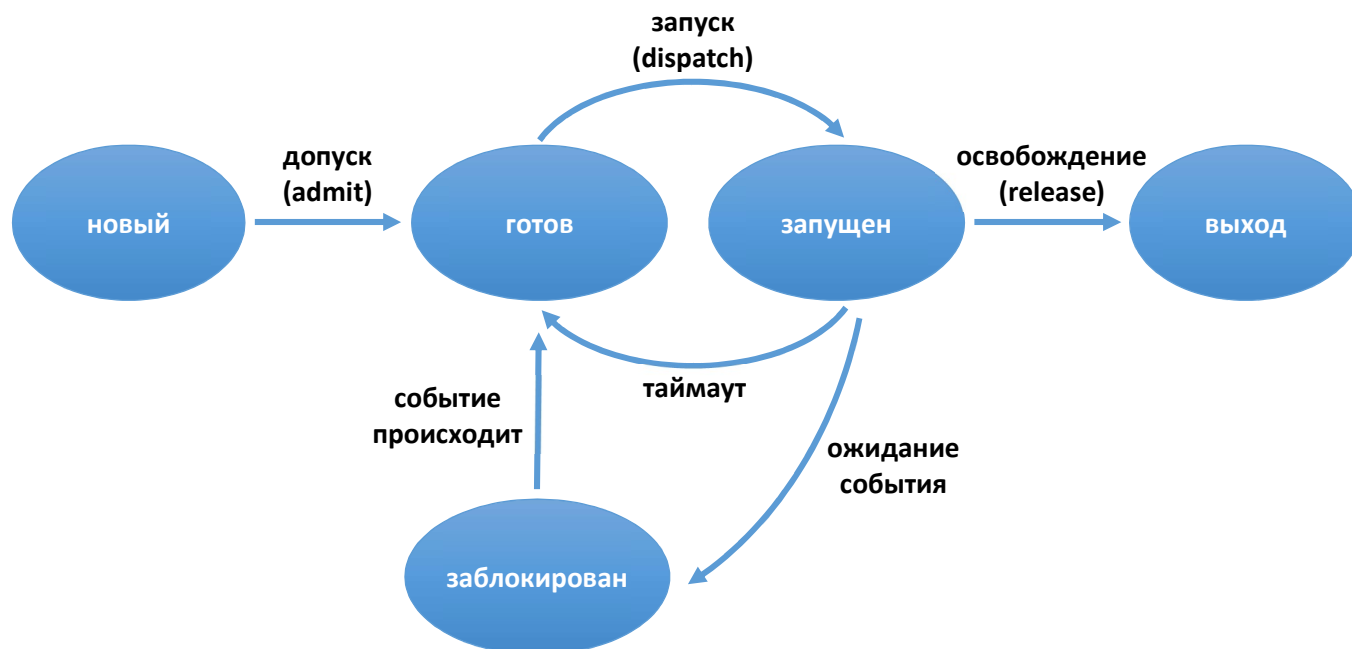 запуск
(dispatch)
допуск
(admit)
освобождение
(release)
новый
готов
запущен
выход
таймаут
событие
происходит
ожидание
события
заблокирован